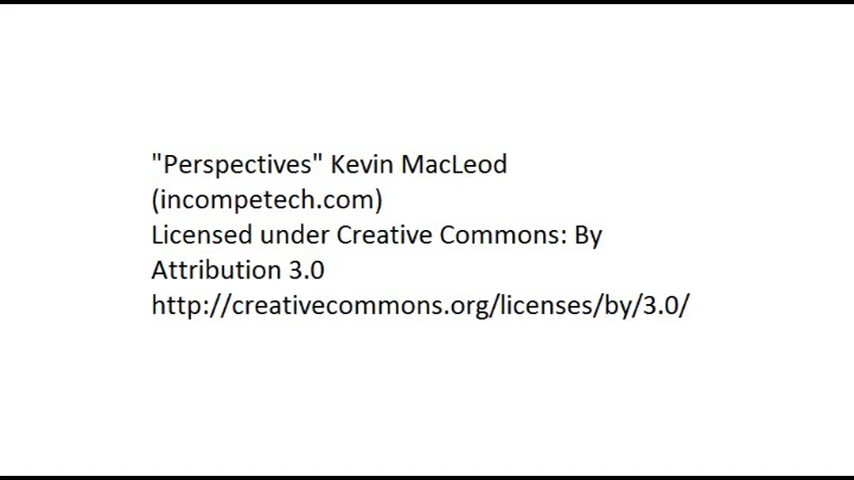 "Perspectives" Kevin MacLeod
(incompetech.com)
Licensed under Creative Commons: By
Attribution 3.0
http://creativecommons.org/licenses/by/3.0/